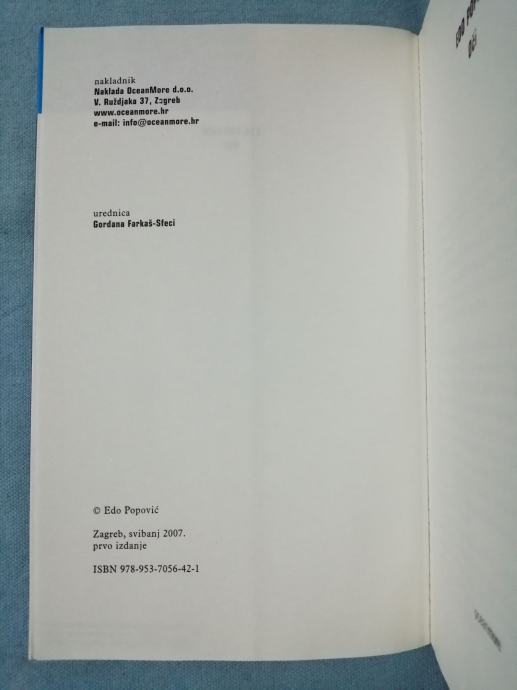 nakladnik
Naklada OceanMore d.o.o.
V. Ruždjaka 37, Zagreb
www.oceanmore.hr
e-mail: info@oceanmore.hr
urednica
Gordana Farkaš-Sfeci
© Edo Popović
Zagreb, svibanj 2007.
prvo izdanje
ISBN 978-953-7056-42-1
EDO